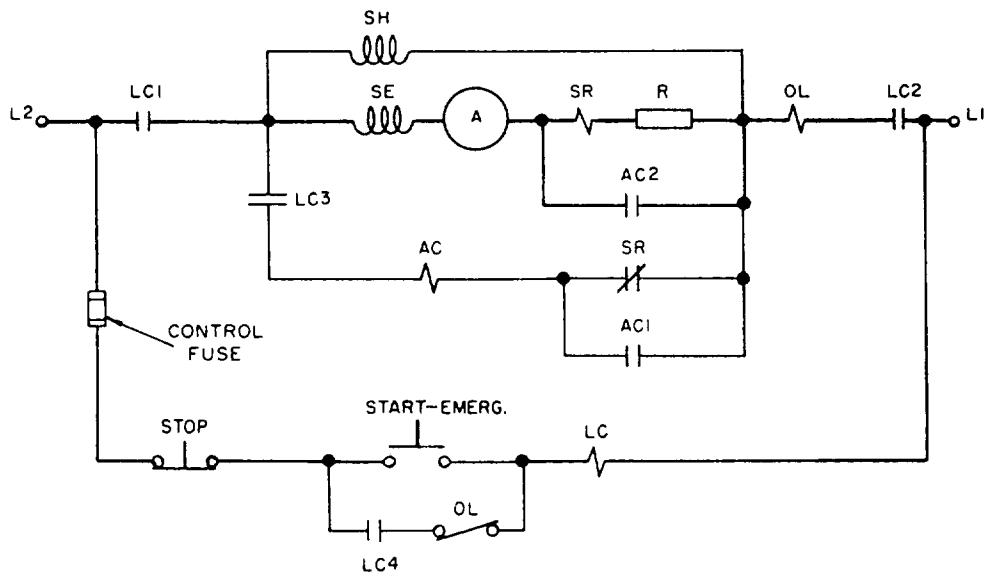 SH
L2
LC1
SE
A
SR
R
OL
LC2
L1
LC3
AC2
AC
SR
AC1
CONTROL
FUSE
START-EMERG.
STOP
LC
OL
LC4